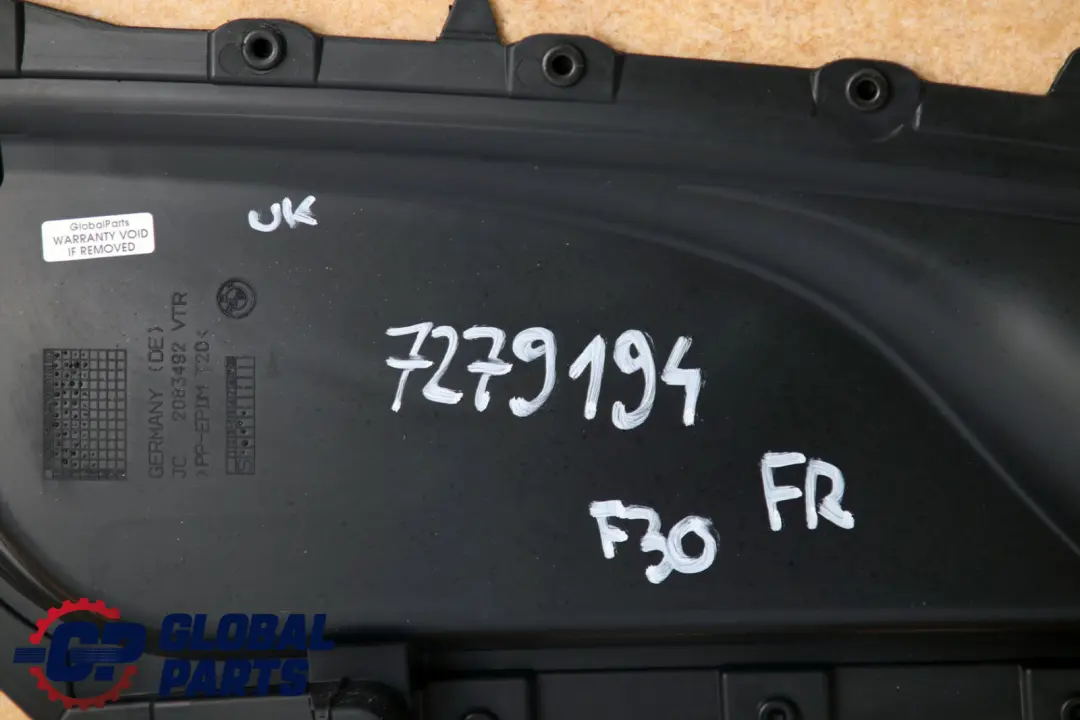 UK
GlobalParts
WARRANTY VOID
IF REMOVED
GERMANY (DE)
JC 2083492 VTR
>PP-EPDM T20<
7279194
F30
FR
GP GLOBAL
PARTS